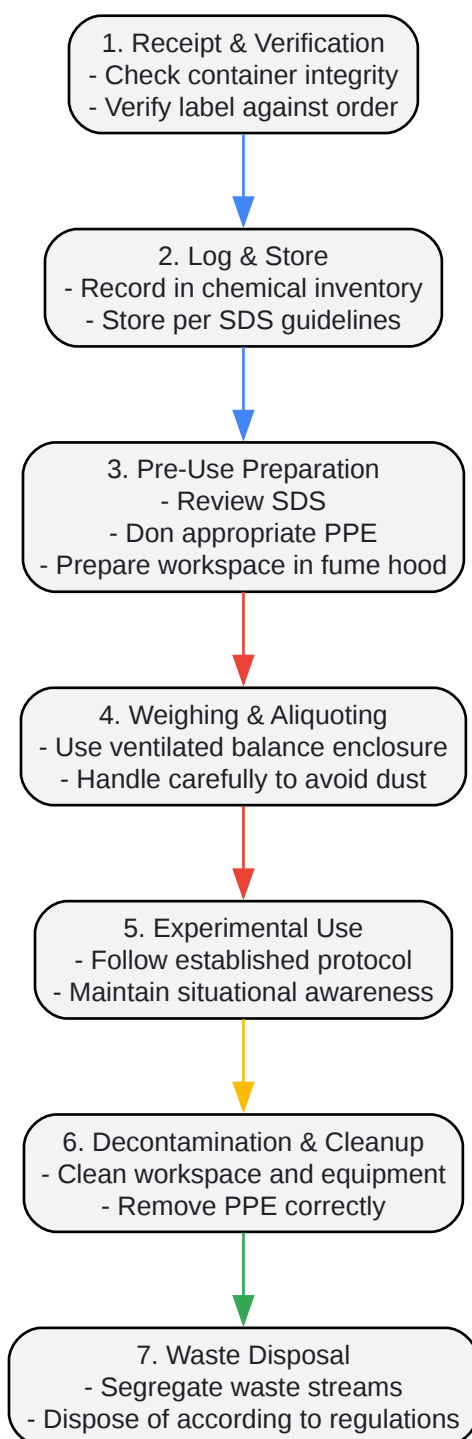 1. Receipt & Verification
- Check container integrity
- Verify label against order
2. Log & Store
- Record in chemical inventory
- Store per SDS guidelines
3. Pre-Use Preparation
- Review SDS
- Don appropriate PPE
- Prepare workspace in fume hood
4. Weighing & Aliquoting
- Use ventilated balance enclosure
- Handle carefully to avoid dust
5. Experimental Use
- Follow established protocol
- Maintain situational awareness
6. Decontamination & Cleanup
- Clean workspace and equipment
- Remove PPE correctly
7. Waste Disposal
- Segregate waste streams
- Dispose of according to regulations